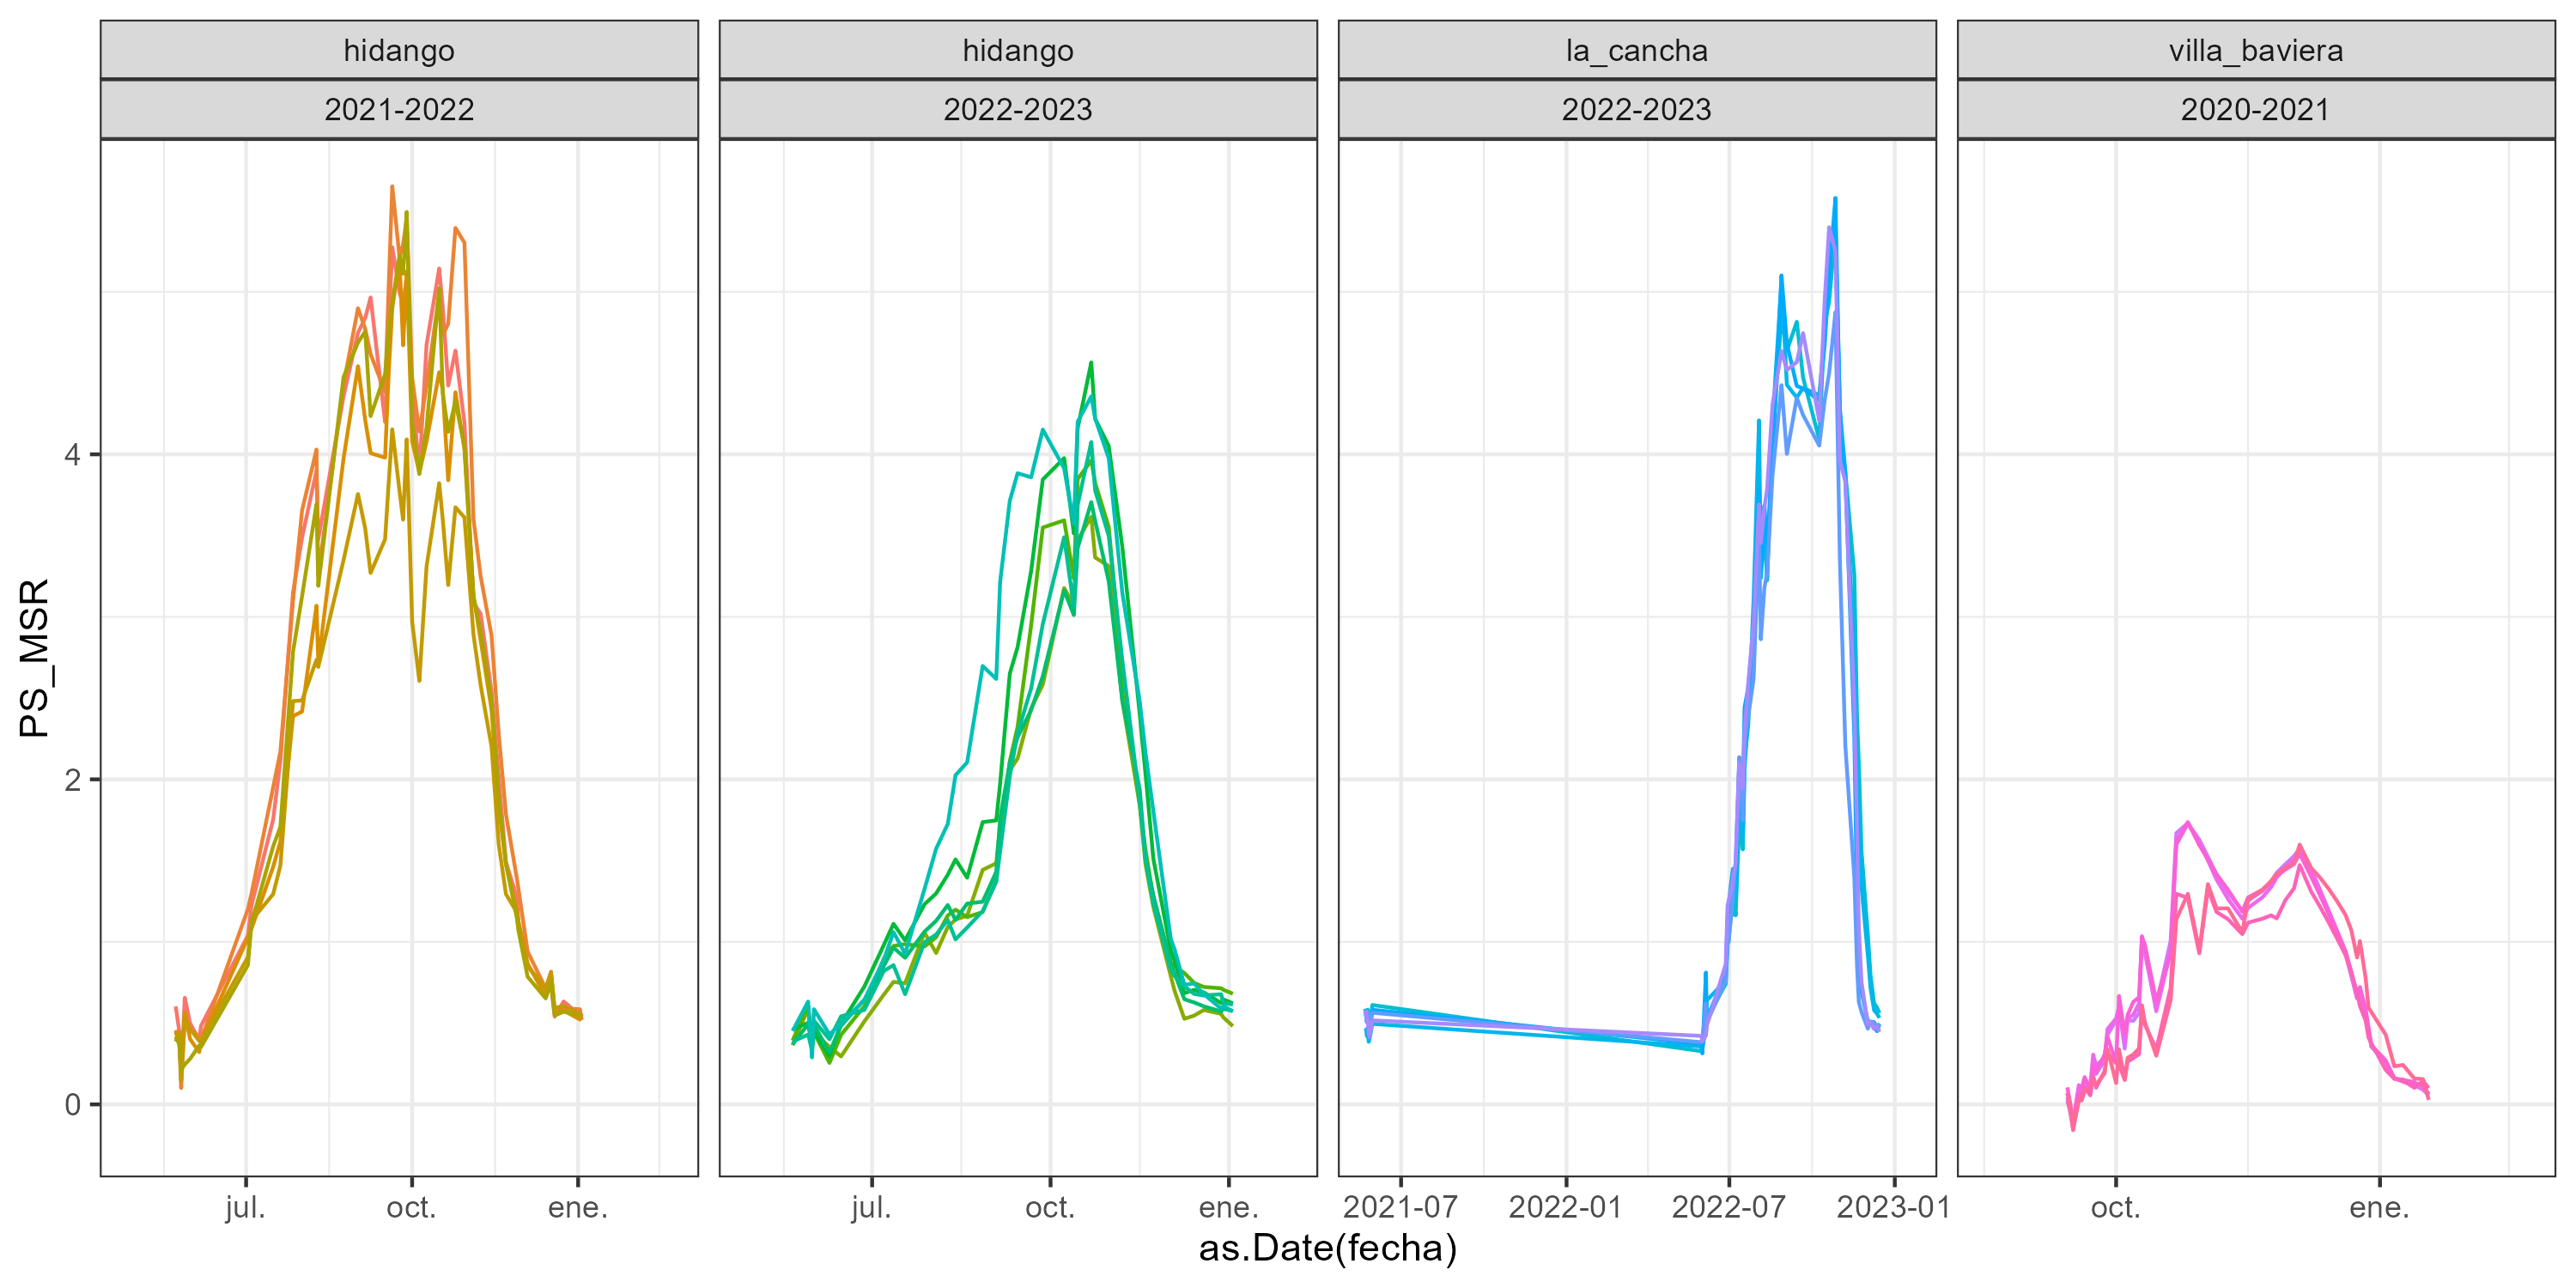 hidango
hidango
la_cancha
villa_baviera
2021-2022
2022-2023
2022-2023
2020-2021
PS_MSR
4
2
0
jul.
oct.
ene.
jul.
oct.
ene.
2021-07
2022-01
2022-07
2023-01
oct.
ene.
as.Date(fecha)